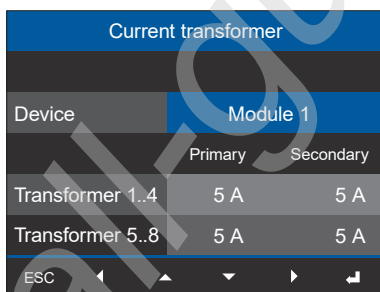 Current transformer
Device Module 1
Primary Secondary
Transformer 1..4 5 A 5 A
Transformer 5..8 5 A 5 A
ESC